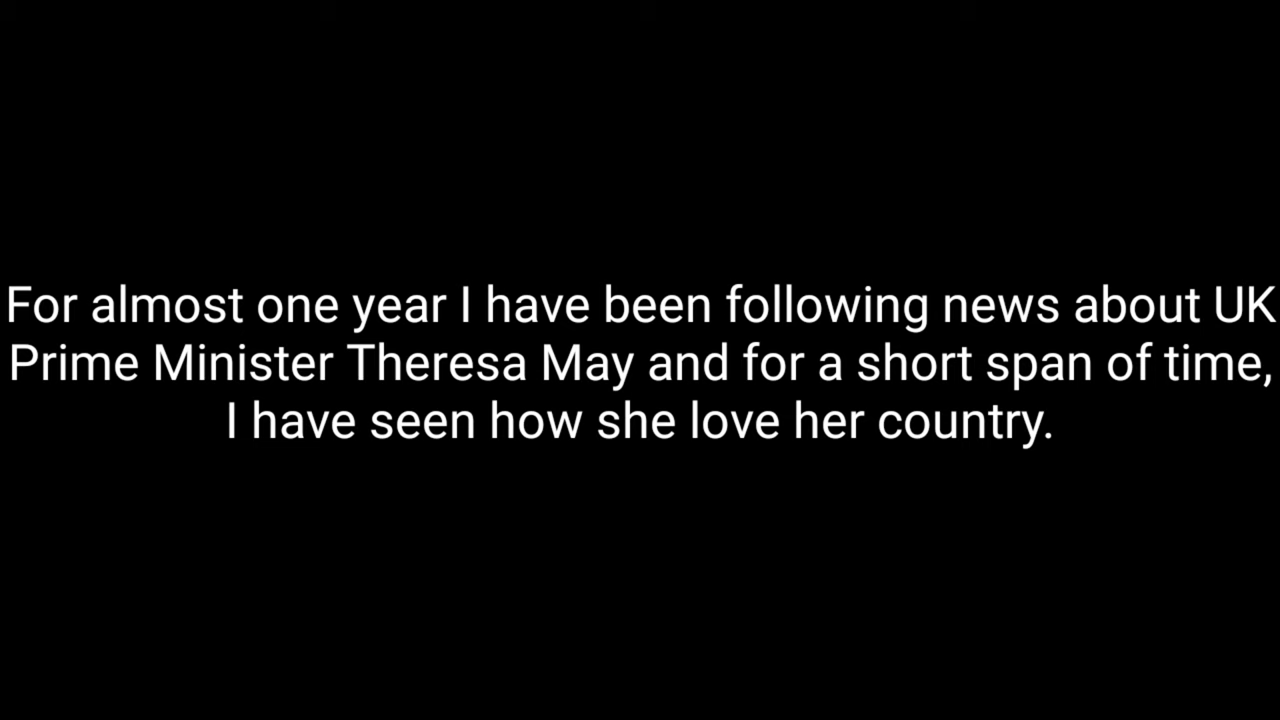 For almost one year I have been following news about UK
Prime Minister Theresa May and for a short span of time,
I have seen how she love her country.